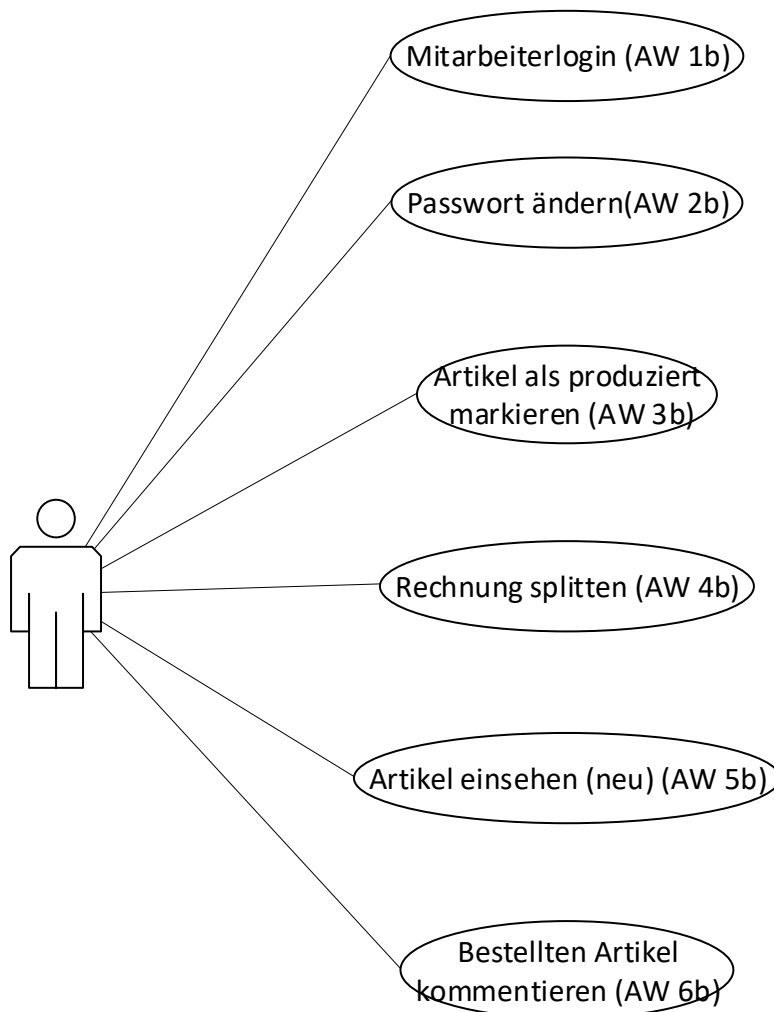 Mitarbeiterlogin (AW 1b)
Passwort ändern(AW 2b)
Artikel als produziert
markieren (AW 3b)
Rechnung splitten (AW 4b)
Artikel einsehen (neu) (AW 5b)
Bestellten Artikel
kommentieren (AW 6b)